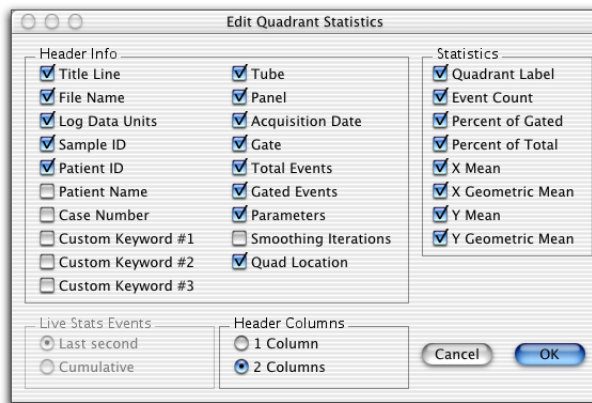 Edit Quadrant Statistics
Header Info
Title Line
File Name
Log Data Units
Sample ID
Patient ID
Patient Name
Case Number
Custom Keyword #1
Custom Keyword #2
Custom Keyword #3
Tube
Panel
Acquisition Date
Gate
Total Events
Gated Events
Parameters
Smoothing Iterations
Quad Location
Statistics
Quadrant Label
Event Count
Percent of Gated
Percent of Total
X Mean
X Geometric Mean
Y Mean
Y Geometric Mean
Live Stats Events
Last second
Cumulative
Header Columns
1 Column
2 Columns
Cancel
OK